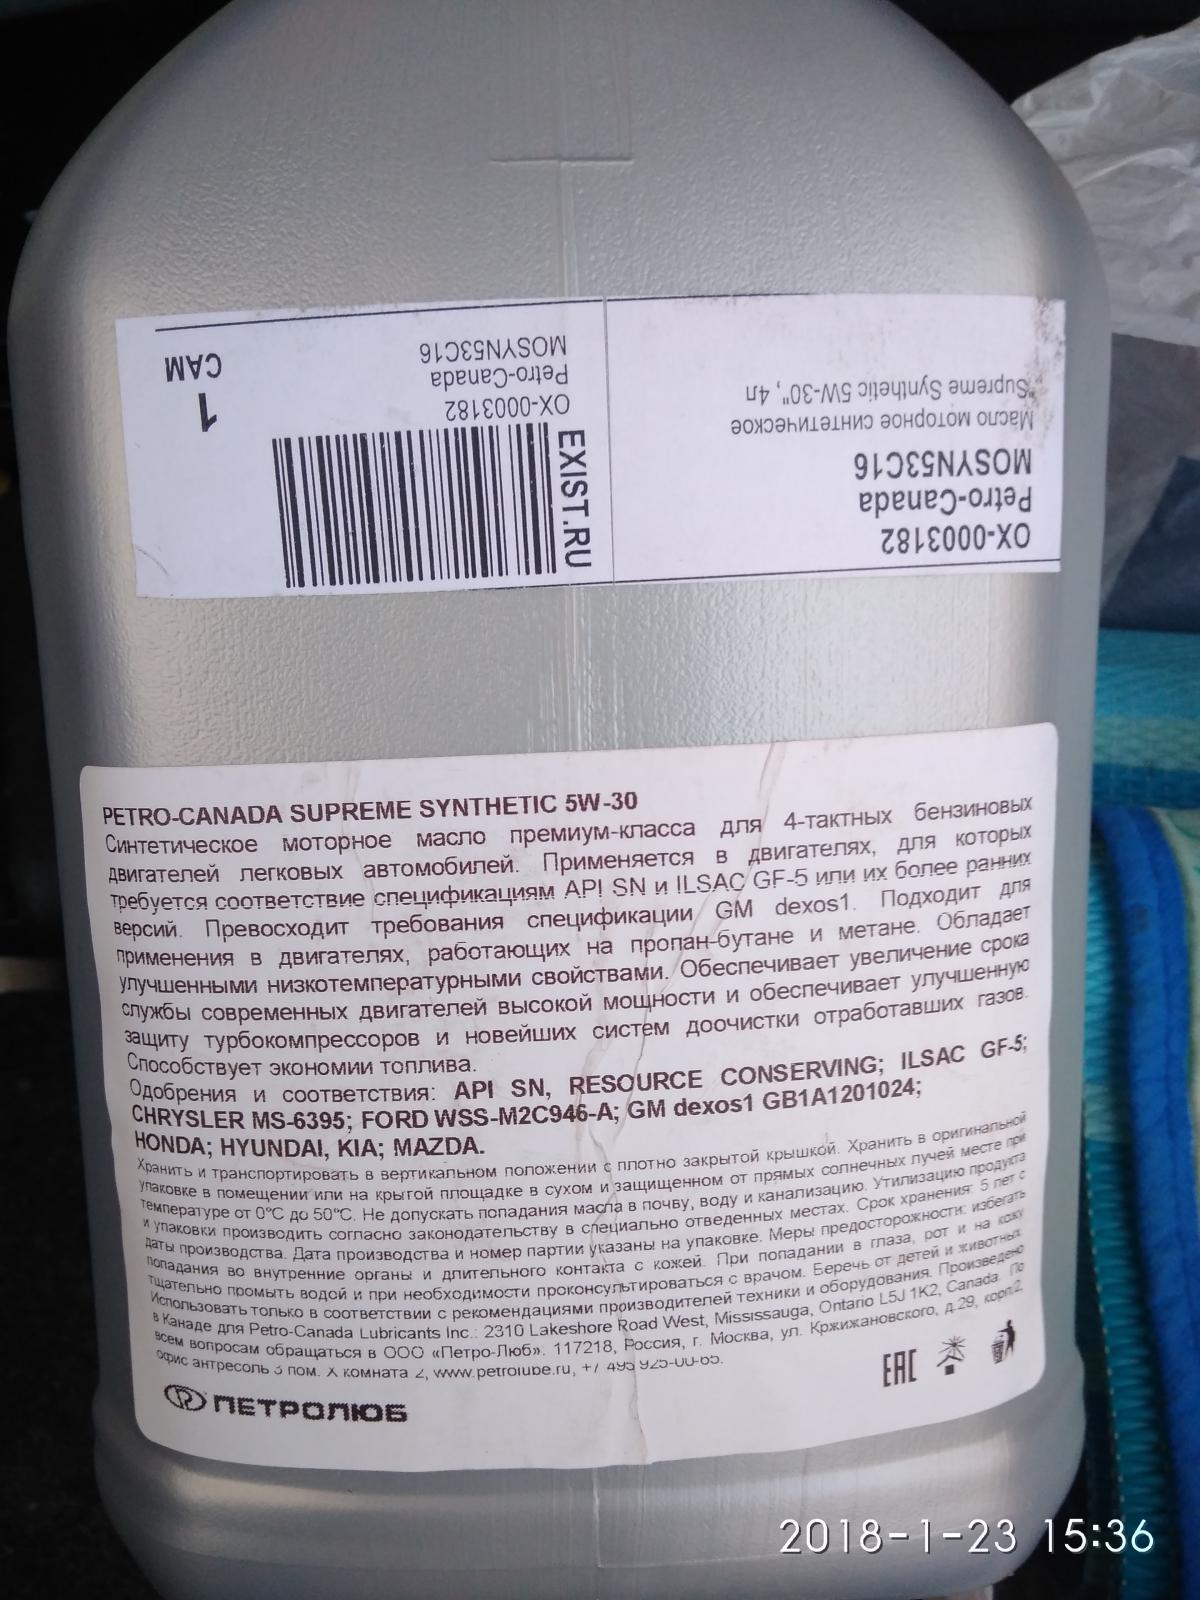 1
САМ
MOSYN53C16
Petro-Canada
OX-0003182
EXIST.RU
"Supreme Synthetic 5W-30", 4л
Масло моторное синтетическое
MOSYN53C16
Petro-Canada
OX-0003182
PETRO-CANADA SUPREME SYNTHETIC 5W-30
Синтетическое моторное масло премиум-класса для 4-тактных бензиновых
двигателей легковых автомобилей. Применяется в двигателях, для которых
требуется соответствие спецификациям API SN и ILSAC GF-5 или их более ранних
версий. Превосходит требования спецификации GM dexos1. Подходит для
применения в двигателях, работающих на пропан-бутане и метане. Обладает
улучшенными низкотемпературными свойствами. Обеспечивает увеличение срока
службы современных двигателей высокой мощности и обеспечивает улучшенную
защиту турбокомпрессоров и новейших систем доочистки отработавших газов.
Способствует экономии топлива.
Одобрения и соответствия: API SN, RESOURCE CONSERVING; ILSAC GF-5;
CHRYSLER MS-6395; FORD WSS-M2C946-A; GM dexos1 GB1A1201024;
HONDA; HYUNDAI, KIA; MAZDA.
Хранить и транспортировать в вертикальном положении с плотно закрытой крышкой. Хранить в оригинальной
упаковке в помещении или на крытой площадке в сухом и защищенном от прямых солнечных лучей месте при
температуре от 0°С до 50°С. Не допускать попадания масла в почву, воду и канализацию. Утилизацию продукта
и упаковки производить согласно законодательству в специально отведенных местах. Срок хранения: 5 лет с
даты производства. Дата производства и номер партии указаны на упаковке. Меры предосторожности: избегать
попадания во внутренние органы и длительного контакта с кожей. При попадании в глаза, рот и на кожу
тщательно промыть водой и при необходимости проконсультироваться с врачом. Беречь от детей и животных.
Использовать только в соответствии с рекомендациями производителей техники и оборудования. Произведено
в Канаде для Petro-Canada Lubricants Inc.: 2310 Lakeshore Road West, Mississauga, Ontario L5J 1K2, Canada. По
всем вопросам обращаться в ООО «Петро-Люб». 117218, Россия, г. Москва, ул. Кржижановского, д.29, корп.2,
офис антресоль 3 пом. X комната 2, www.petrolube.ru, +7 495 925-00-65.
ЕАС
ПЕТРОЛЮБ
2018-1-23 15:36